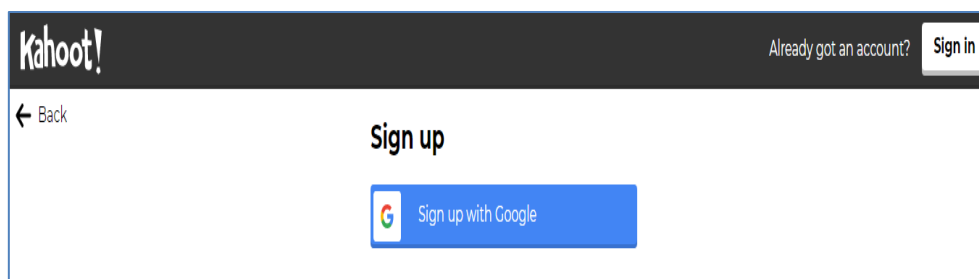 Kahoot!
Already got an account? Sign in
Back
Sign up
Sign up with Google